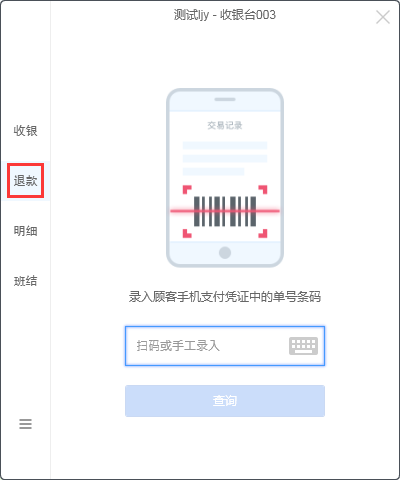 测试ljy - 收银台003
收银
退款
明细
班结
交易记录
录入顾客手机支付凭证中的单号条码
扫码或手工录入
查询